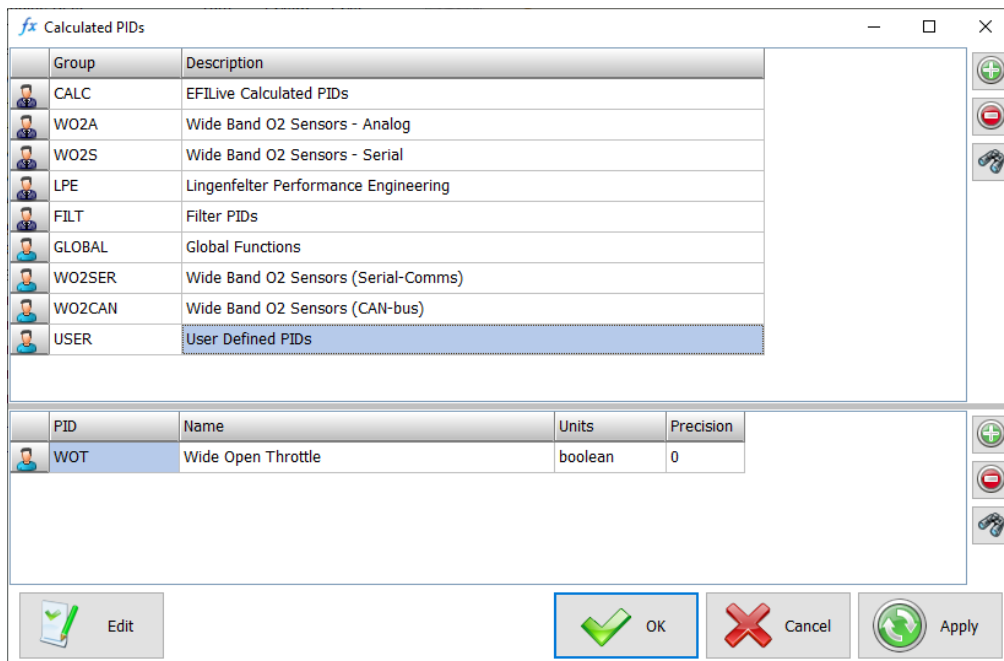 fx Calculated PIDs
Group Description
CALC EFILive Calculated PIDs
WO2A Wide Band O2 Sensors - Analog
WO2S Wide Band O2 Sensors - Serial
LPE Lingenfelter Performance Engineering
FILT Filter PIDs
GLOBAL Global Functions
WO2SER Wide Band O2 Sensors (Serial-Comms)
WO2CAN Wide Band O2 Sensors (CAN-bus)
USER User Defined PIDs
PID Name Units Precision
WOT Wide Open Throttle boolean 0
Edit OK Cancel Apply